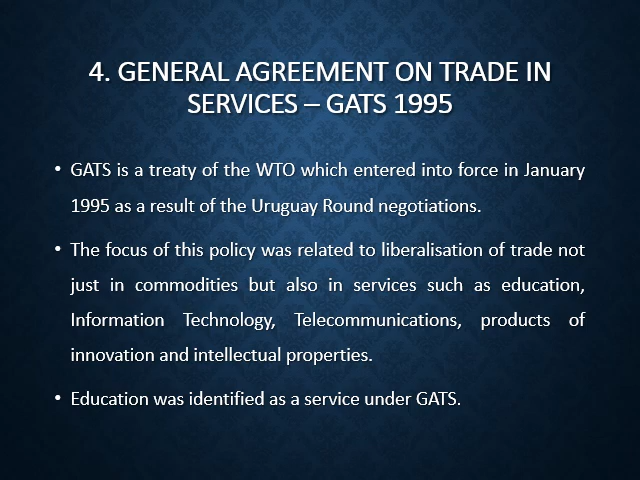 4. GENERAL AGREEMENT ON TRADE IN
SERVICES – GATS 1995
• GATS is a treaty of the WTO which entered into force in January
1995 as a result of the Uruguay Round negotiations.
• The focus of this policy was related to liberalisation of trade not
just in commodities but also in services such as education,
Information Technology, Telecommunications, products of
innovation and intellectual properties.
• Education was identified as a service under GATS.